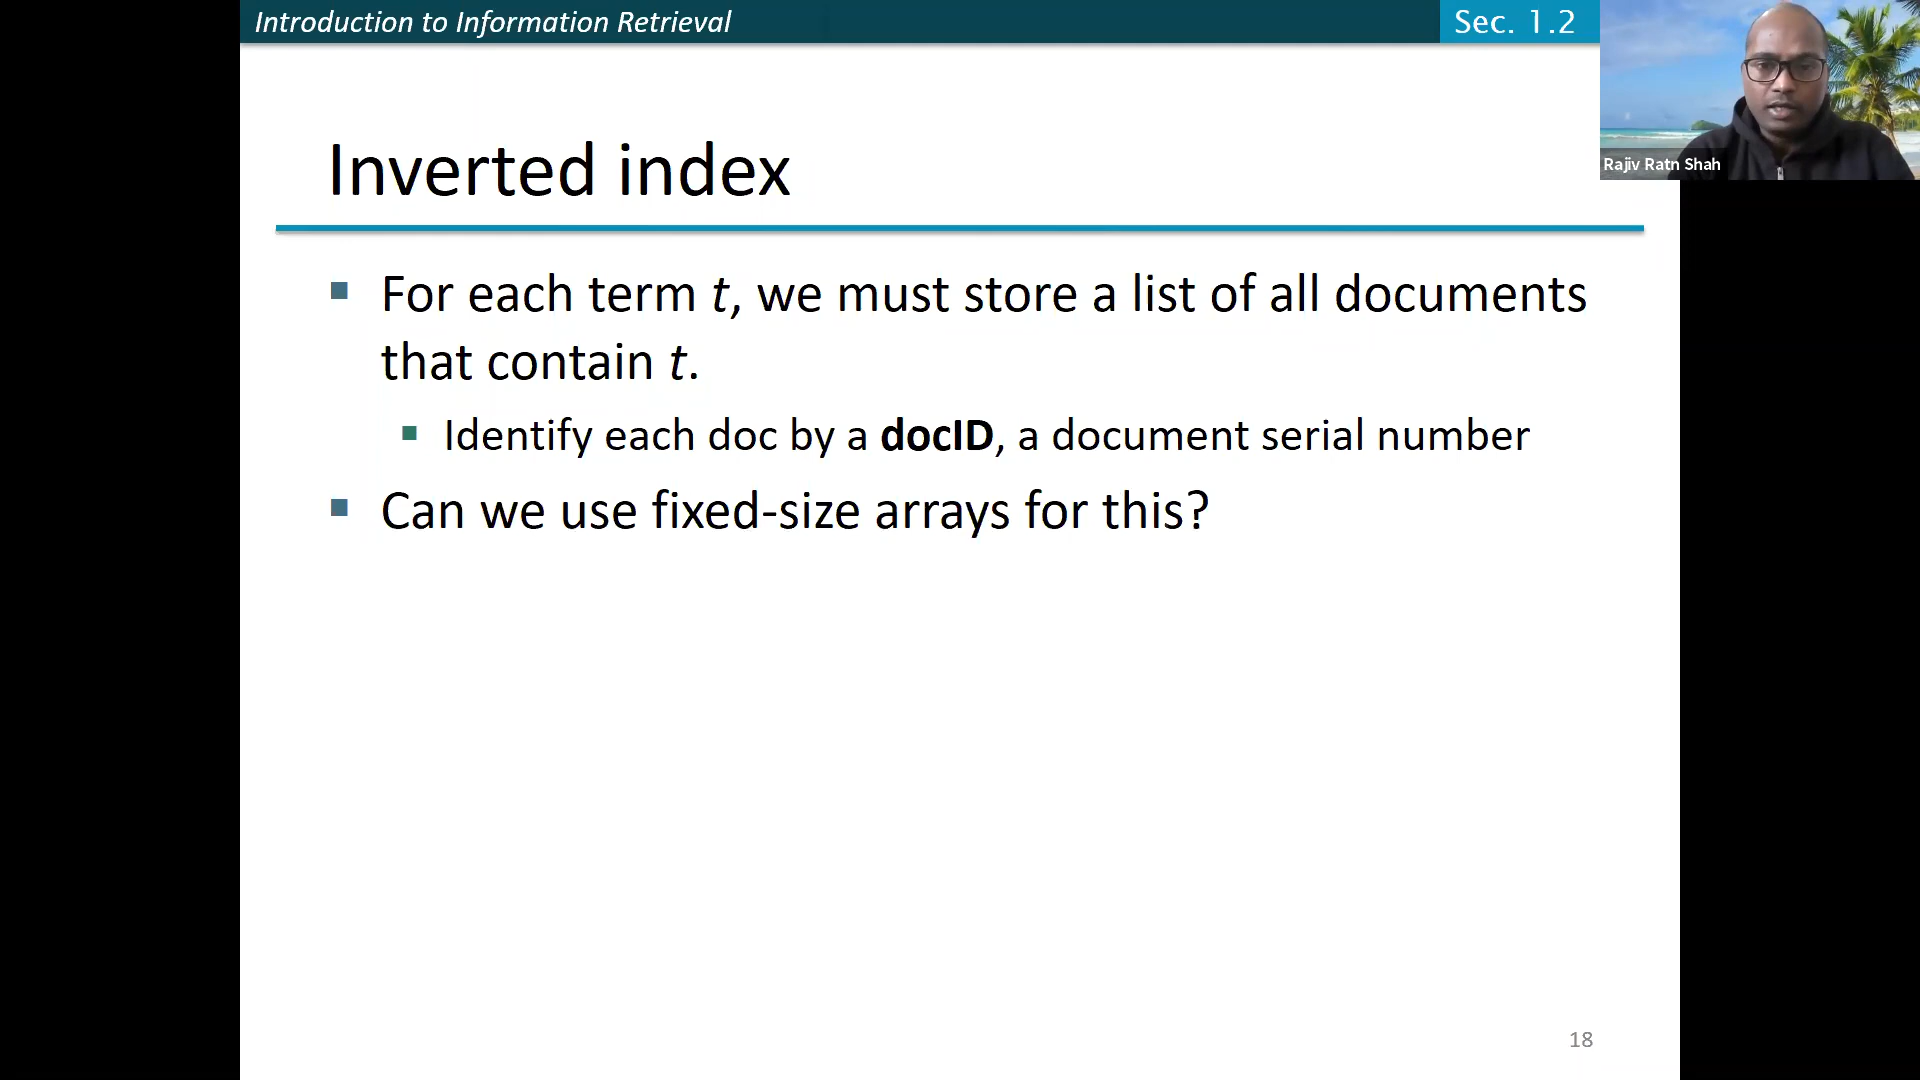 Introduction to Information Retrieval
Sec. 1.2
Rajiv Ratn Shah
Inverted index
For each term t, we must store a list of all documents
that contain t.
Identify each doc by a docID, a document serial number
Can we use fixed-size arrays for this?
18